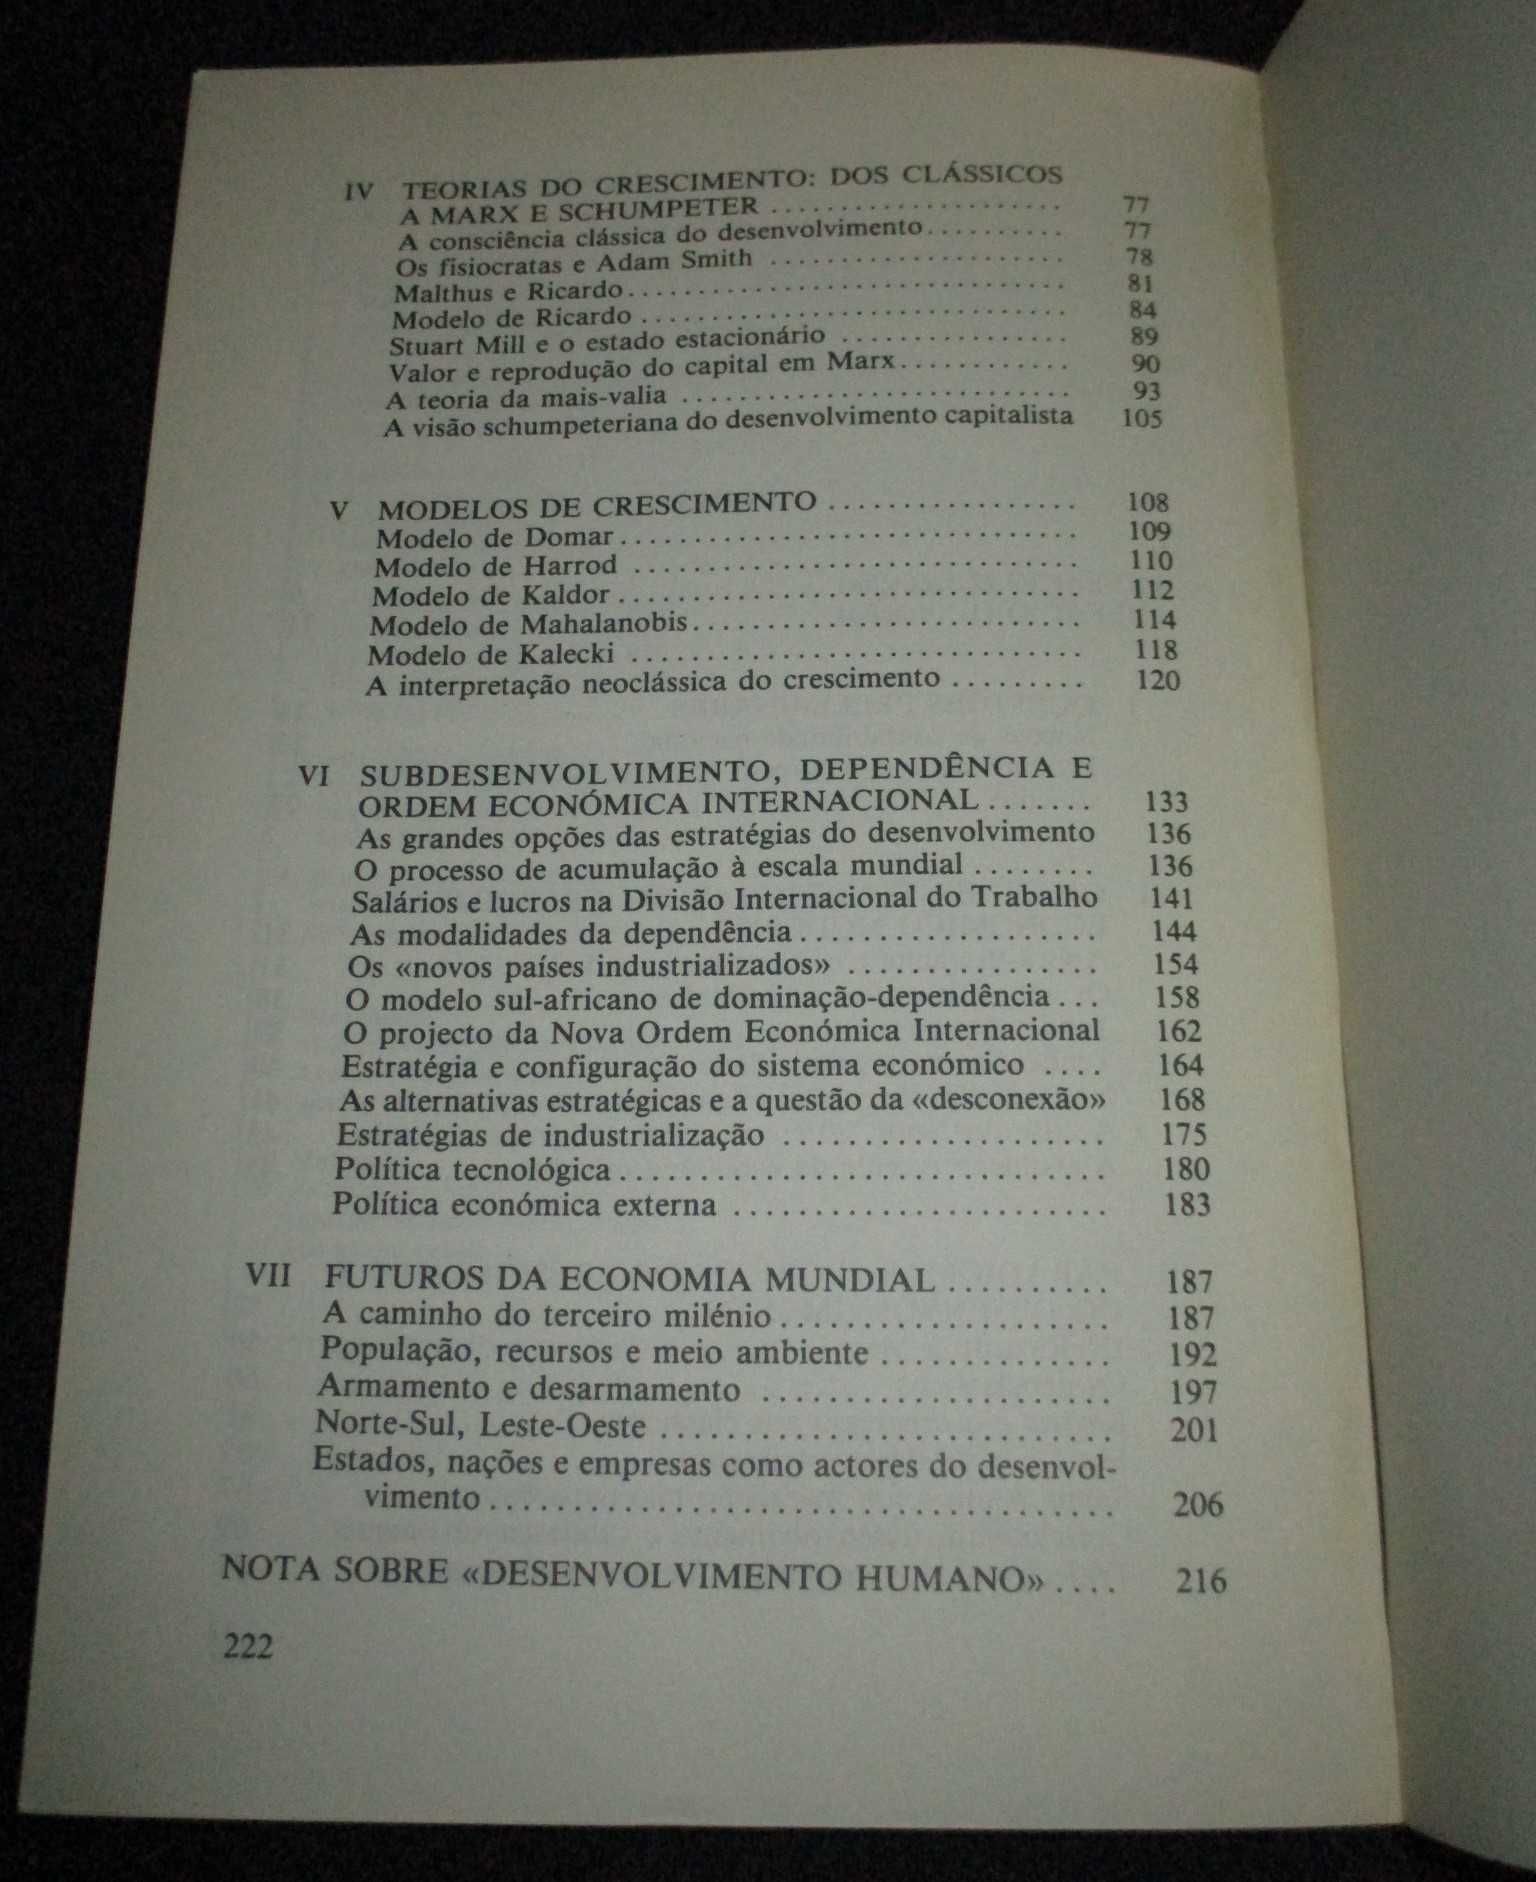 IV TEORIAS DO CRESCIMENTO: DOS CLÁSSICOS
A MARX E SCHUMPETER ..................... 77
A consciência clássica do desenvolvimento.......... 77
Os fisiocratas e Adam Smith ..................... 78
Malthus e Ricardo............................... 81
Modelo de Ricardo .............................. 84
Stuart Mill e o estado estacionário ................ 89
Valor e reprodução do capital em Marx............ 90
A teoria da mais-valia ........................... 93
A visão schumpeteriana do desenvolvimento capitalista 105
V MODELOS DE CRESCIMENTO ................. 108
Modelo de Domar............................... 109
Modelo de Harrod .............................. 110
Modelo de Kaldor............................... 112
Modelo de Mahalanobis.......................... 114
Modelo de Kalecki .............................. 118
A interpretação neoclássica do crescimento ......... 120
VI SUBDESENVOLVIMENTO, DEPENDÊNCIA E
ORDEM ECONÓMICA INTERNACIONAL....... 133
As grandes opções das estratégias do desenvolvimento 136
O processo de acumulação à escala mundial ........ 136
Salários e lucros na Divisão Internacional do Trabalho 141
As modalidades da dependência................... 144
Os «novos países industrializados» ................ 154
O modelo sul-africano de dominação-dependência... 158
O projecto da Nova Ordem Económica Internacional 162
Estratégia e configuração do sistema económico .... 164
As alternativas estratégicas e a questão da «desconexão» 168
Estratégias de industrialização .................... 175
Política tecnológica.............................. 180
Política económica externa ....................... 183
VII FUTUROS DA ECONOMIA MUNDIAL .......... 187
A caminho do terceiro milénio.................... 187
População, recursos e meio ambiente .............. 192
Armamento e desarmamento ..................... 197
Norte-Sul, Leste-Oeste ........................... 201
Estados, nações e empresas como actores do desenvol-
vimento...................................... 206
NOTA SOBRE «DESENVOLVIMENTO HUMANO».... 216
222